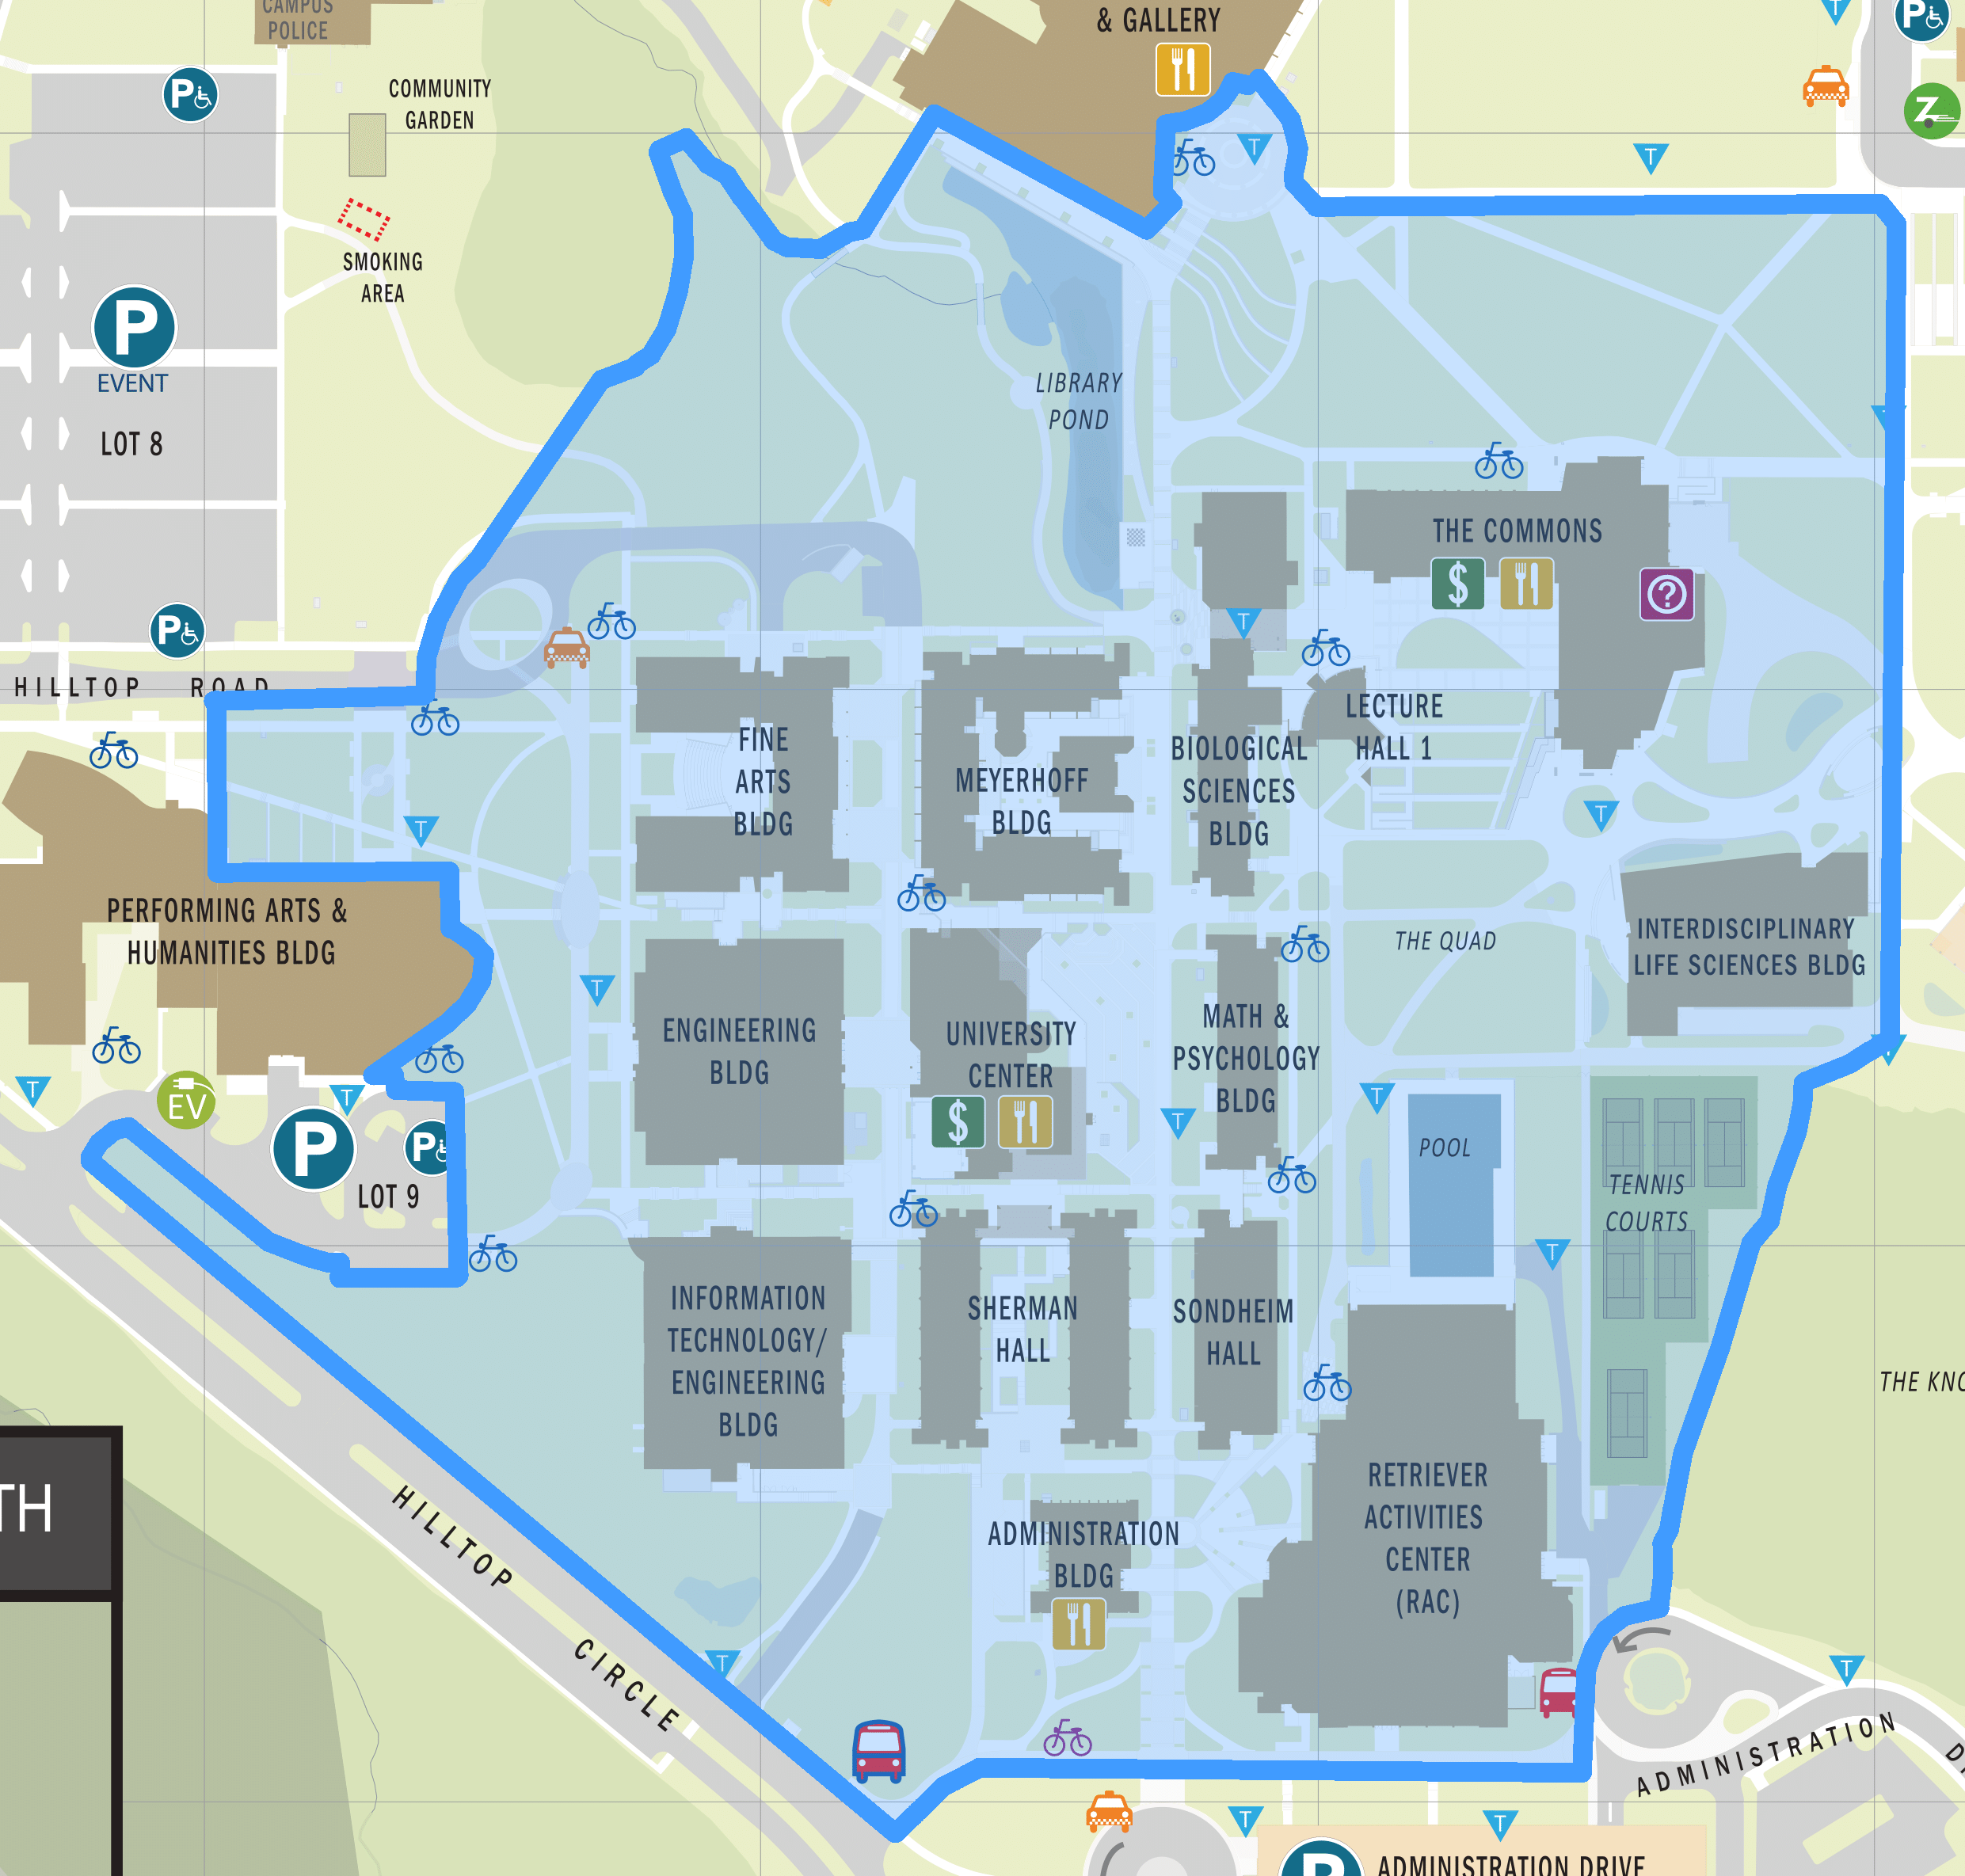 CAMPUS
POLICE
& GALLERY
COMMUNITY
GARDEN
SMOKING
AREA
P
P
EVENT
LOT 8
P
P
T
T
T
Z
T
LIBRARY
POND
THE COMMONS
$
?
T
HILLTOP ROAD
LECTURE
HALL 1
FINE
ARTS
BLDG
MEYERHOFF
BLDG
BIOLOGICAL
SCIENCES
BLDG
T
T
PERFORMING ARTS &
HUMANITIES BLDG
THE QUAD
INTERDISCIPLINARY
LIFE SCIENCES BLDG
T
ENGINEERING
BLDG
UNIVERSITY
CENTER
$
MATH &
PSYCHOLOGY
BLDG
T
T
T
EV
T
P
P
LOT 9
POOL
TENNIS
COURTS
T
INFORMATION
TECHNOLOGY/
ENGINEERING
BLDG
SHERMAN
HALL
SONDHEIM
HALL
THE KNO
TH
HILLTOP CIRCLE
RETRIEVER
ACTIVITIES
CENTER
(RAC)
ADMINISTRATION
BLDG
T
T
ADMINISTRATION D
T
T
P
ADMINISTRATION DRIVE